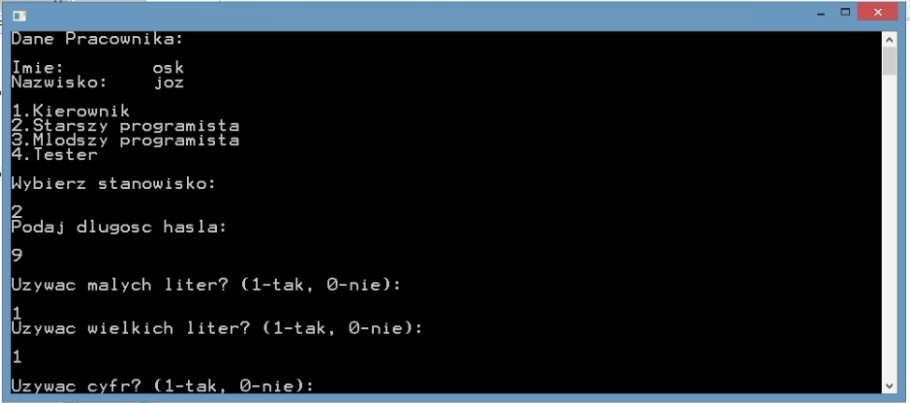 Dane Pracownika:
Imie: osk
Nazwisko: joz
1.Kierownik
2.Starszy programista
3.Mlodszy programista
4.Tester
Wybierz stanowisko:
2
Podaj dlugosc hasla:
9
Uzywac malych liter? (1-tak, 0-nie):
1
Uzywac wielkich liter? (1-tak, 0-nie):
1
Uzywac cyfr? (1-tak, 0-nie):